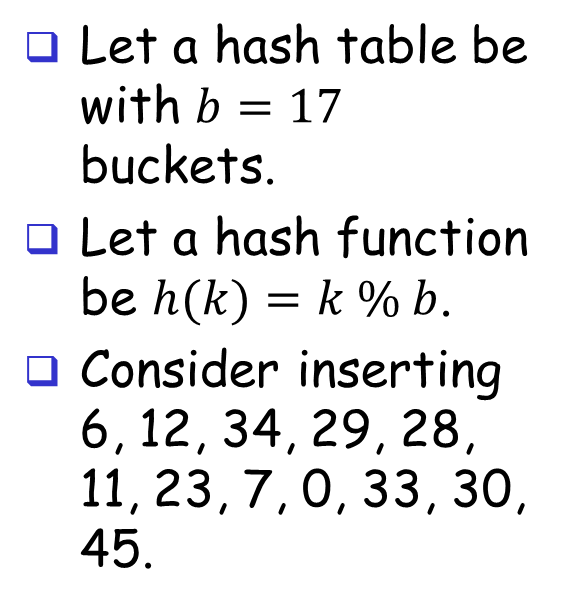 Let a hash table be
with b = 17
buckets.
Let a hash function
be h(k) = k % b.
Consider inserting
6, 12, 34, 29, 28,
11, 23, 7, 0, 33, 30,
45.